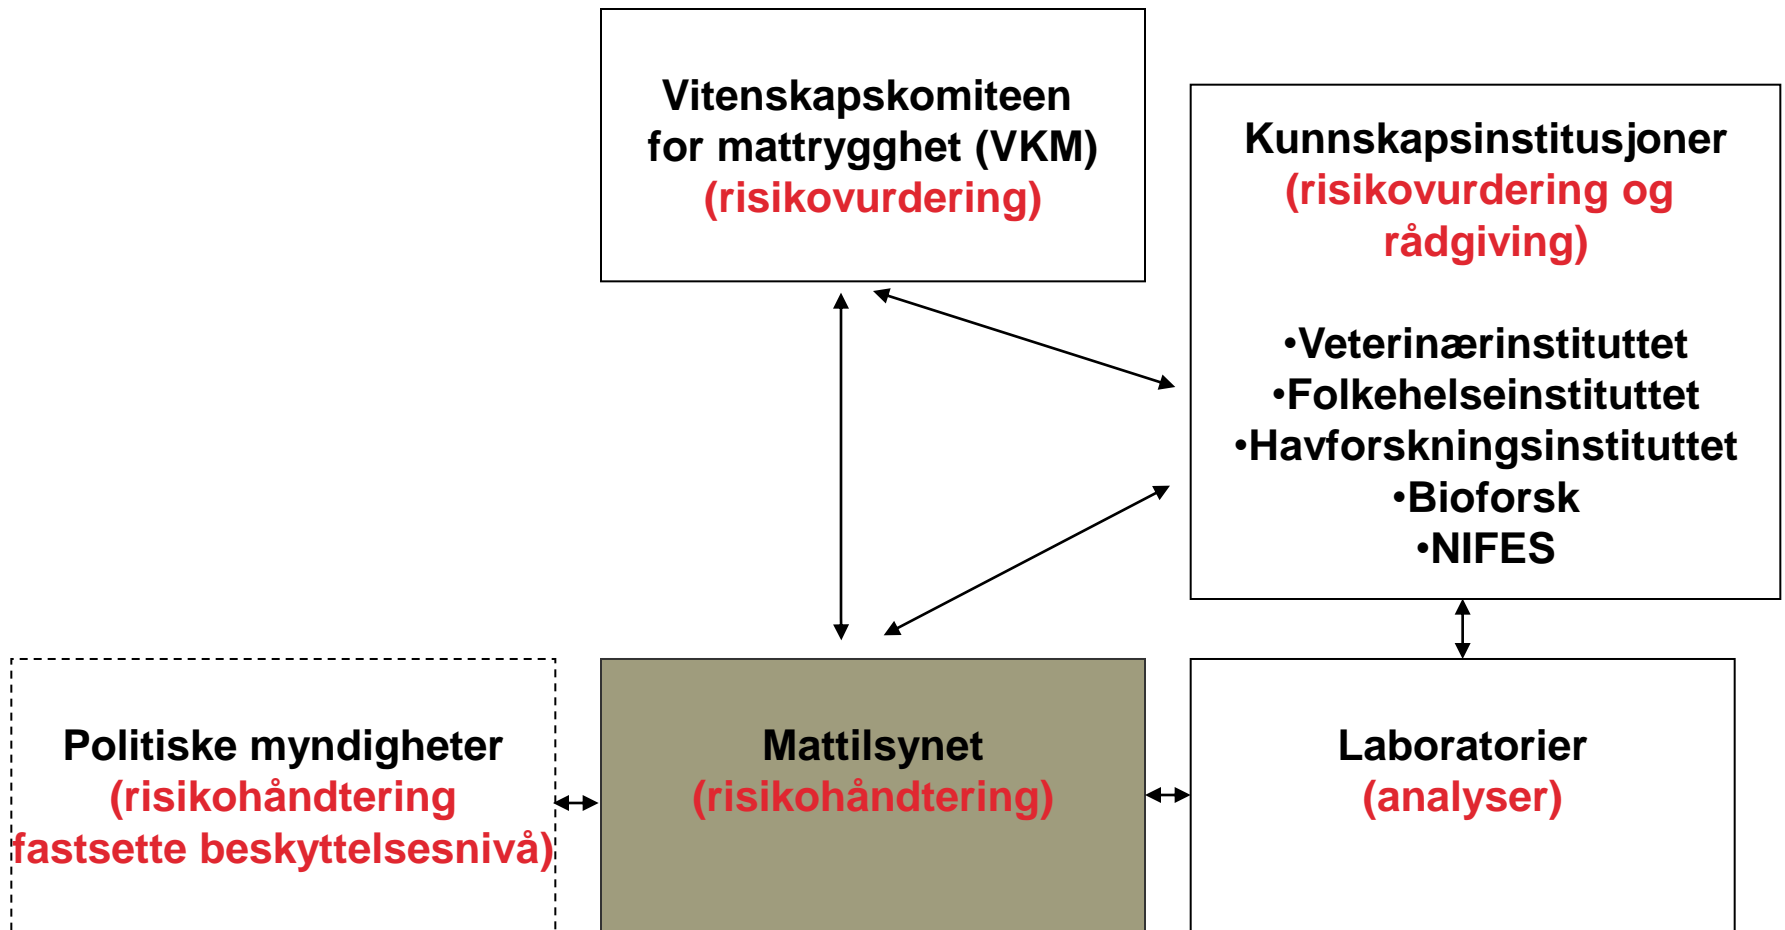 Vitenskapskomiteen
for mattrygghet (VKM)
(risikovurdering)
Kunnskapsinstitusjoner
(risikovurdering og
rådgiving)
•Veterinærinstituttet
•Folkehelseinstituttet
•Havforskningsinstituttet
•Bioforsk
•NIFES
Politiske myndigheter
(risikohåndtering
fastsette beskyttelsesnivå)
Mattilsynet
(risikohåndtering)
Laboratorier
(analyser)